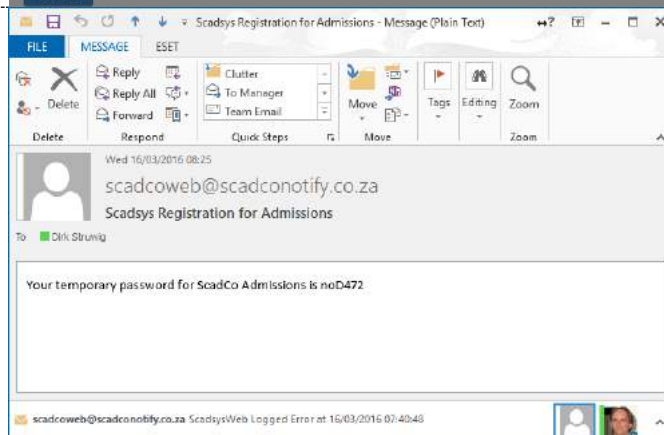 Scadsys Registration for Admissions - Message (Plain Text)
FILE MESSAGE ESET
Reply
Reply All
Forward
Delete
Clutter
To Manager
Team Email
Move
Tags
Editing
Zoom
Delete Respond Quick Steps Move Zoom
Wed 16/03/2016 08:25
scadcoweb@scadconotify.co.za
Scadsys Registration for Admissions
To Dirk Struwig
Your temporary password for ScadCo Admissions is noD472
scadcoweb@scadconotify.co.za ScadsysWeb Logged Error at 16/03/2016 07:40:48